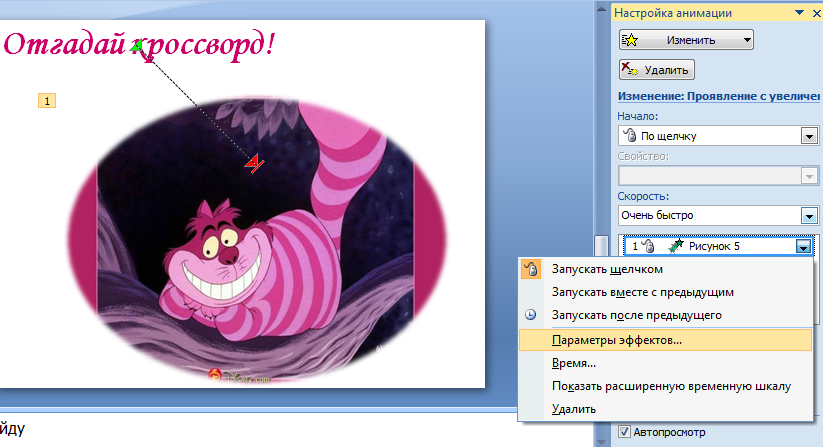 Отгадай кроссворд!
1
йду
Настройка анимации
Изменить
Удалить
Изменение: Проявление с увеличен
Начало:
По щелчку
Свойство:
Скорость:
Очень быстро
1 Рисунок 5
Запускать щелчком
Запускать вместе с предыдущим
Запускать после предыдущего
Параметры эффектов...
Время...
Показать расширенную временную шкалу
Удалить
Автопросмотр